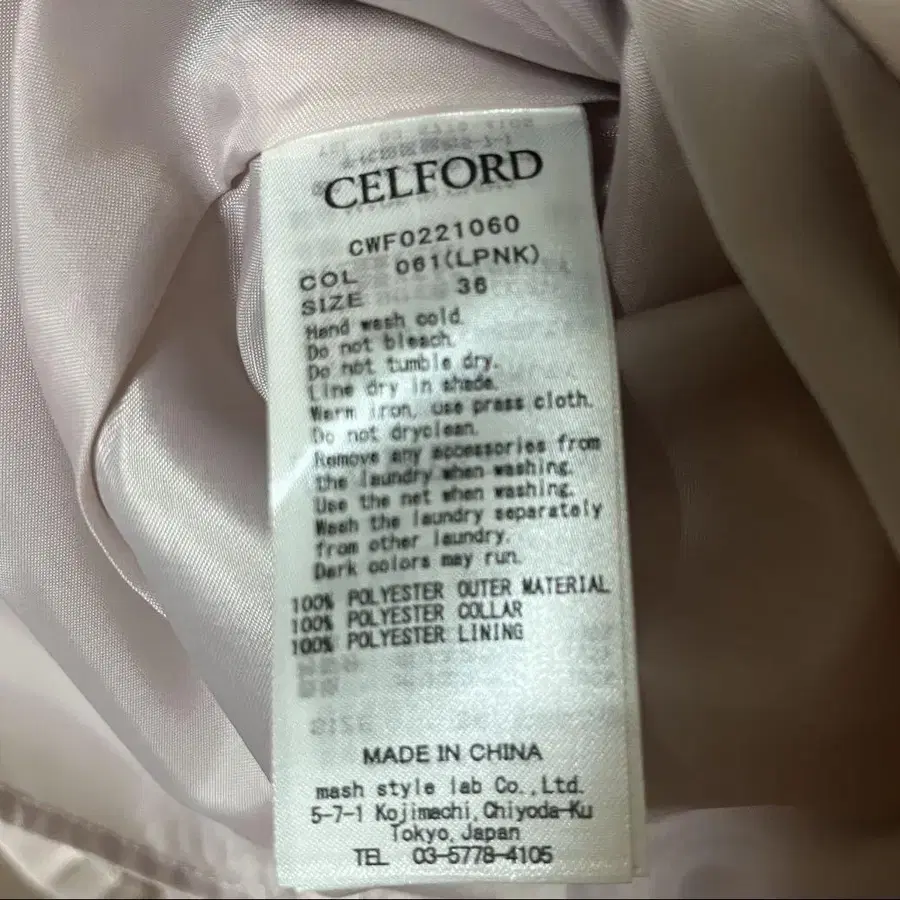 CELFORD
CWF0221060
COL 061(LPNK)
SIZE 36
Hand wash cold.
Do not bleach.
Do not tumble dry.
Line dry in shade.
Warm iron, use press cloth.
Do not dryclean.
Remove any accessories from
the laundry when washing.
Use the net when washing.
Wash the laundry separately
from other laundry.
Dark colors may run.
100% POLYESTER OUTER MATERIAL
100% POLYESTER COLLAR
100% POLYESTER LINING
MADE IN CHINA
mash style lab Co.,Ltd.
5-7-1 Kojimachi,Chiyoda-Ku
Tokyo,Japan
TEL 03-5778-4105